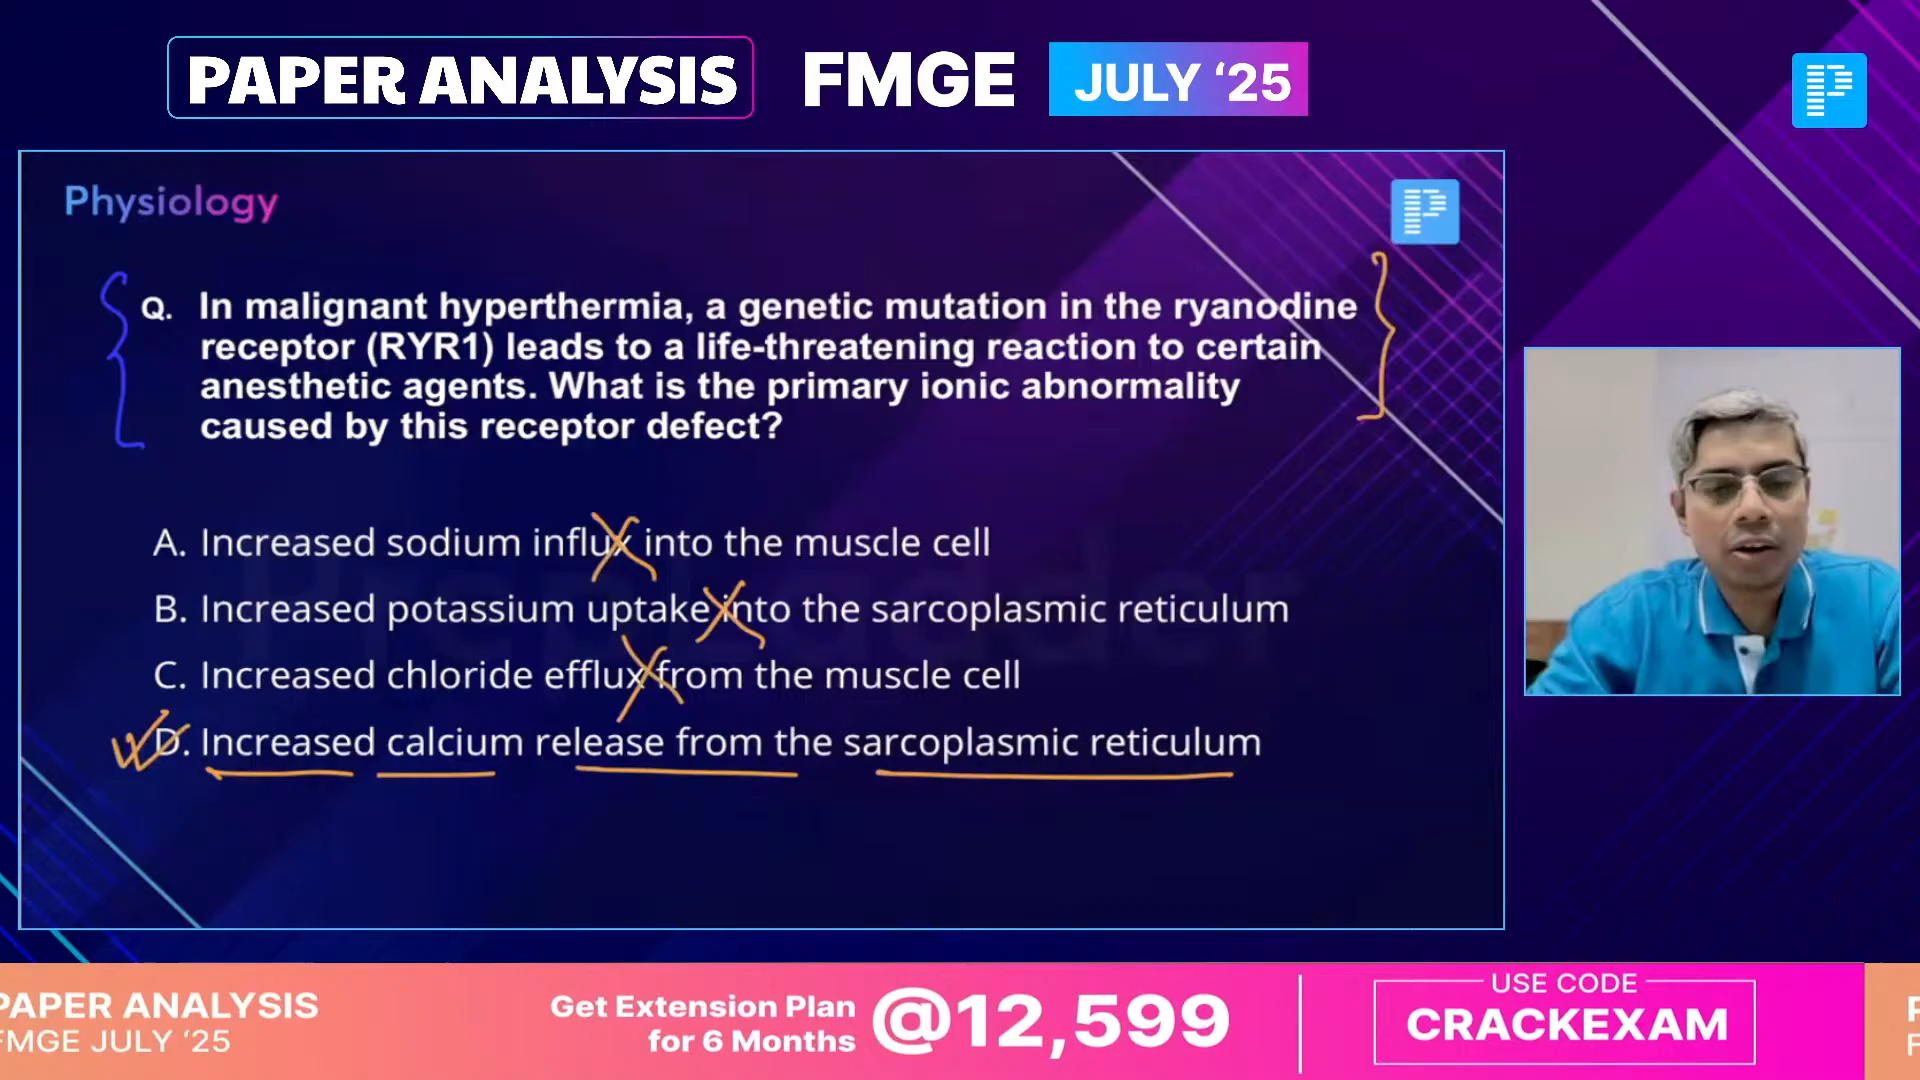 PAPER ANALYSIS FMGE JULY ‘25
Physiology
Q. In malignant hyperthermia, a genetic mutation in the ryanodine
receptor (RYR1) leads to a life-threatening reaction to certain
anesthetic agents. What is the primary ionic abnormality
caused by this receptor defect?
A. Increased sodium influx into the muscle cell
B. Increased potassium uptake into the sarcoplasmic reticulum
C. Increased chloride efflux from the muscle cell
D. Increased calcium release from the sarcoplasmic reticulum
PrepLadder
PAPER ANALYSIS
FMGE JULY ‘25
Get Extension Plan
for 6 Months
@12,599
USE CODE
CRACKEXAM
P
F